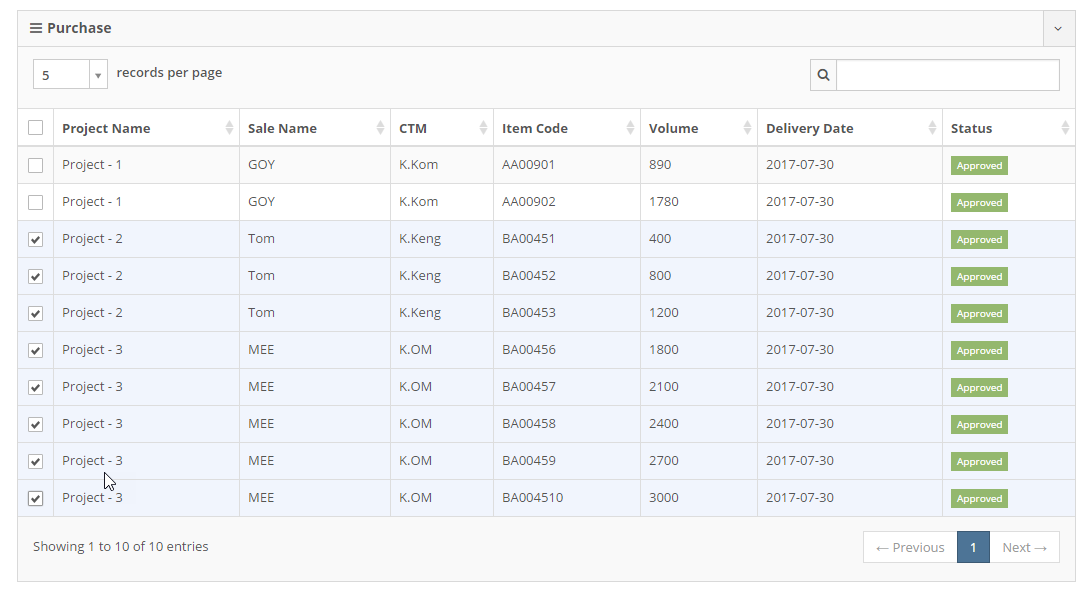 Purchase
5 records per page
Project Name Sale Name CTM Item Code Volume Delivery Date Status
Project - 1 GOY K.Kom AA00901 890 2017-07-30 Approved
Project - 1 GOY K.Kom AA00902 1780 2017-07-30 Approved
Project - 2 Tom K.Keng BA00451 400 2017-07-30 Approved
Project - 2 Tom K.Keng BA00452 800 2017-07-30 Approved
Project - 2 Tom K.Keng BA00453 1200 2017-07-30 Approved
Project - 3 MEE K.OM BA00456 1800 2017-07-30 Approved
Project - 3 MEE K.OM BA00457 2100 2017-07-30 Approved
Project - 3 MEE K.OM BA00458 2400 2017-07-30 Approved
Project - 3 MEE K.OM BA00459 2700 2017-07-30 Approved
Project - 3 MEE K.OM BA004510 3000 2017-07-30 Approved
Showing 1 to 10 of 10 entries ← Previous 1 Next →